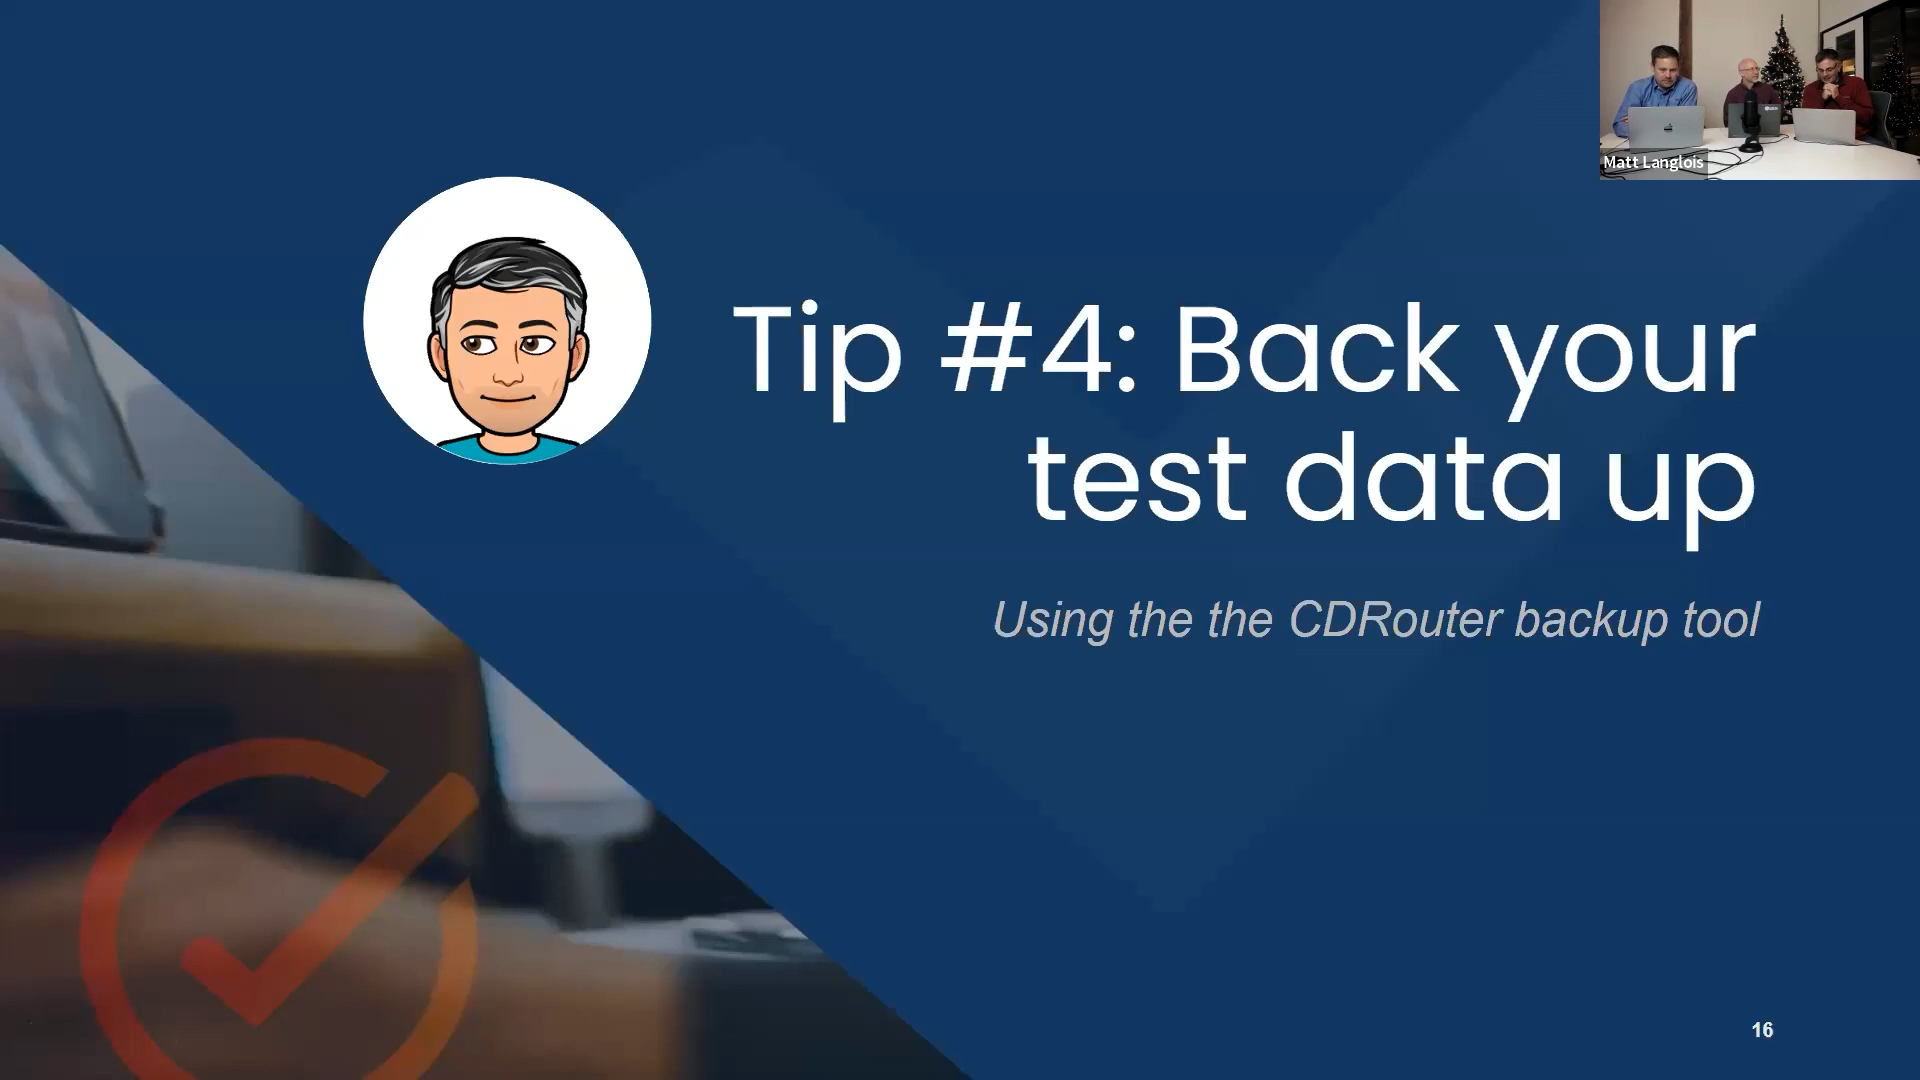 Matt Langlois
Tip #4: Back your
test data up
Using the the CDRouter backup tool
16